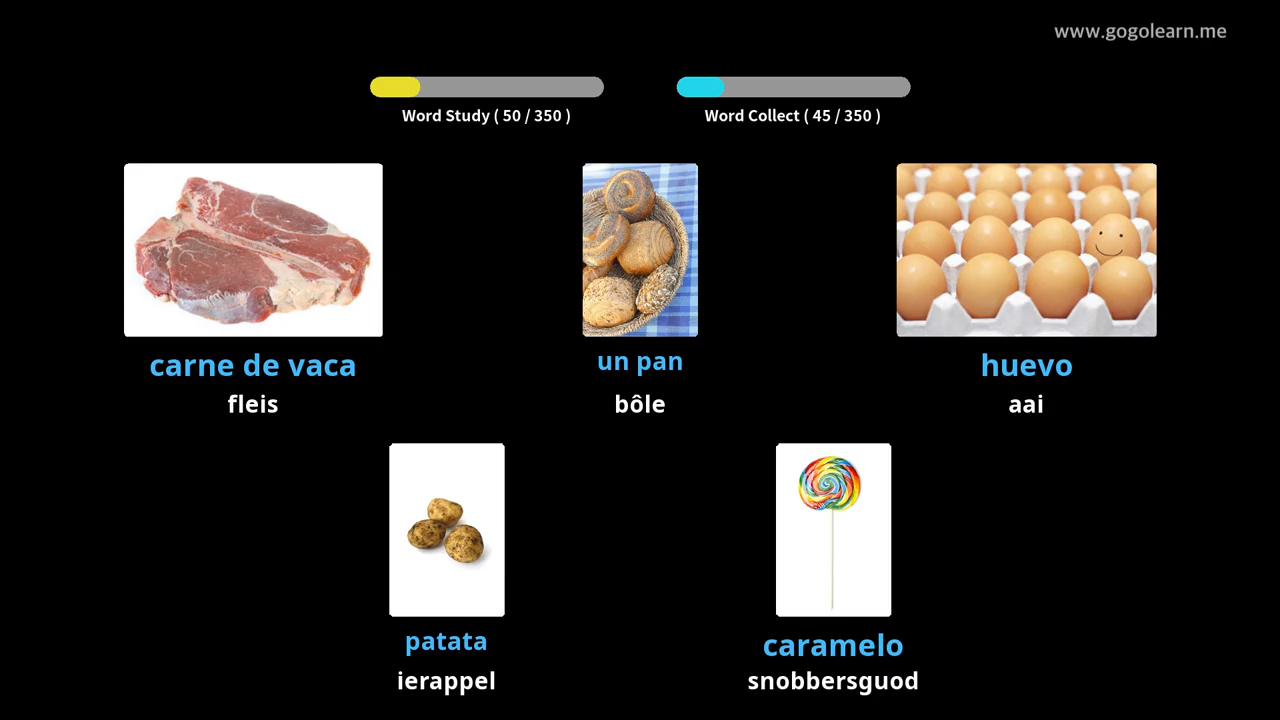 www.gogolearn.me
Word Study ( 50 / 350 )
Word Collect ( 45 / 350 )
carne de vaca
fleis
un pan
bôle
huevo
aai
patata
ierappel
caramelo
snobbersguod